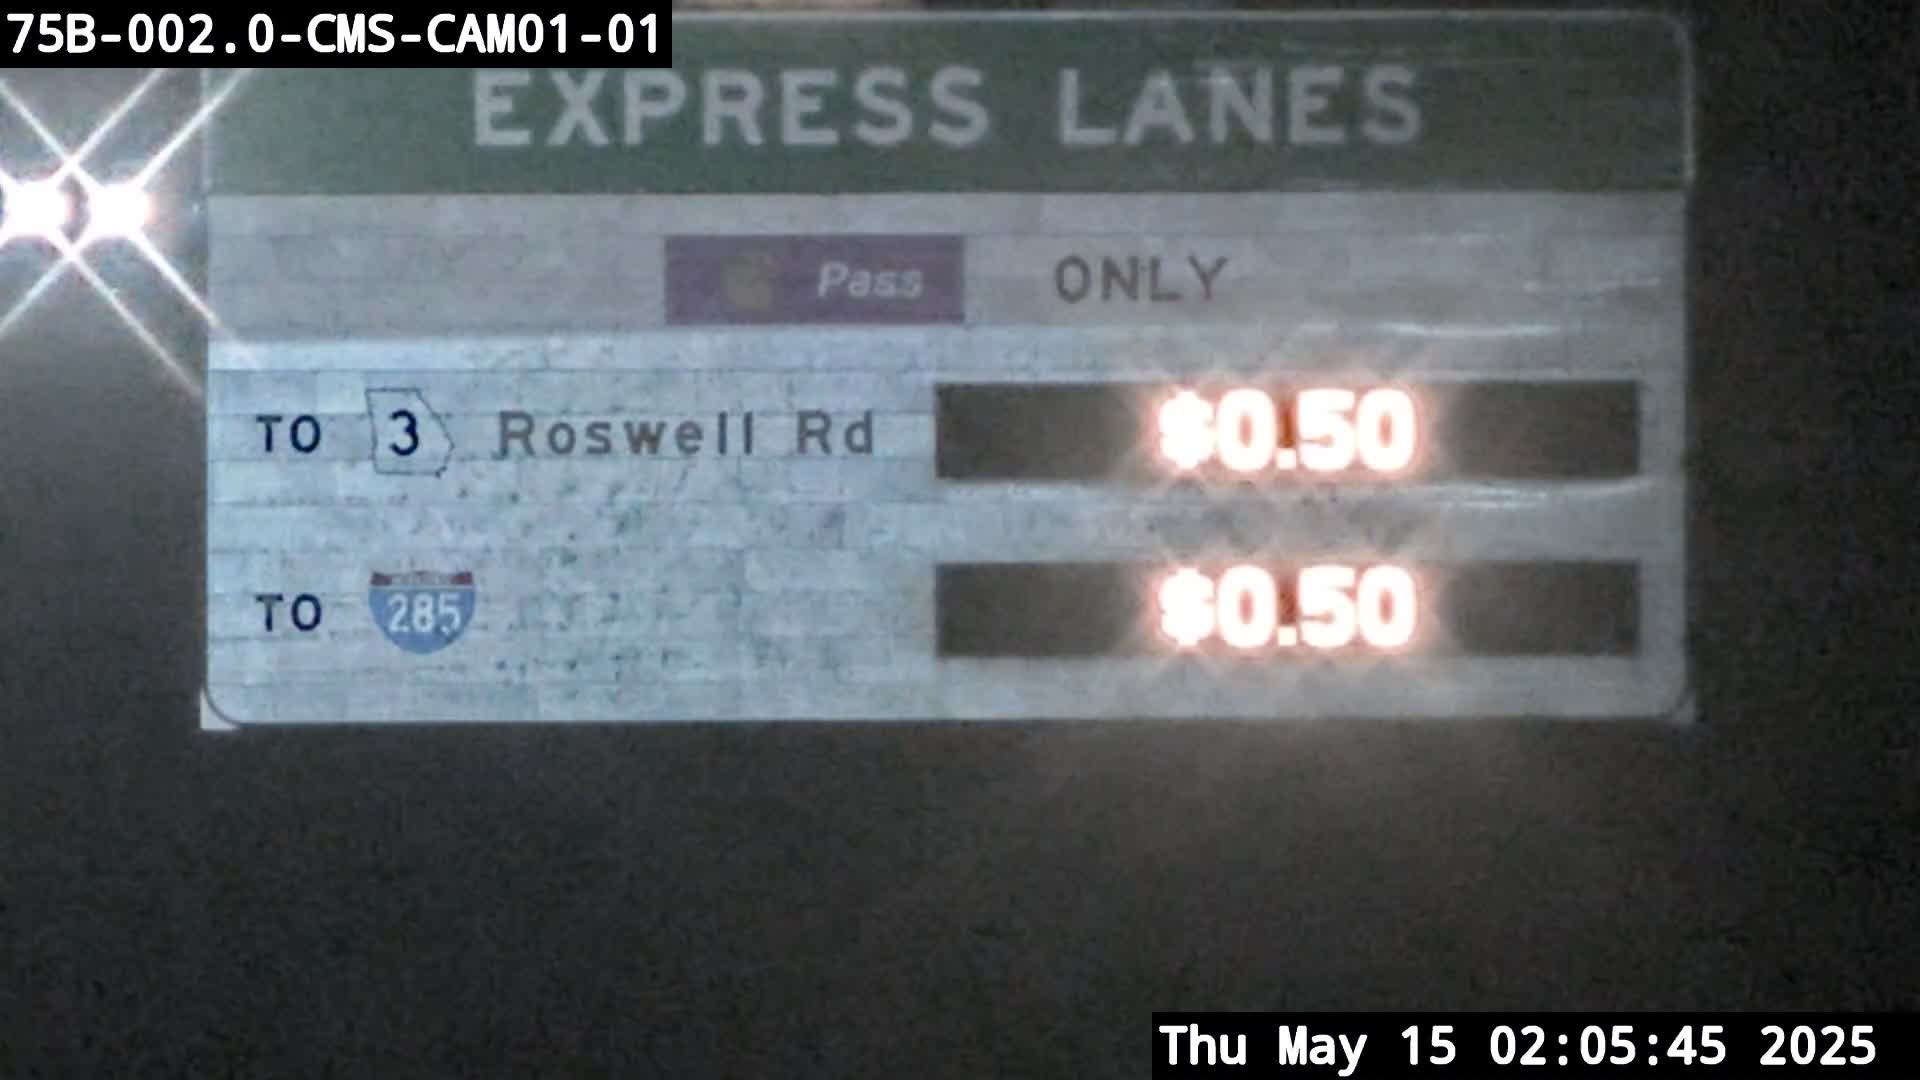 75B-002.0-CMS-CAM01-01
EXPRESS LANES
Pass ONLY
TO 3 Roswell Rd $0.50
TO 285 $0.50
Thu May 15 02:05:45 2025